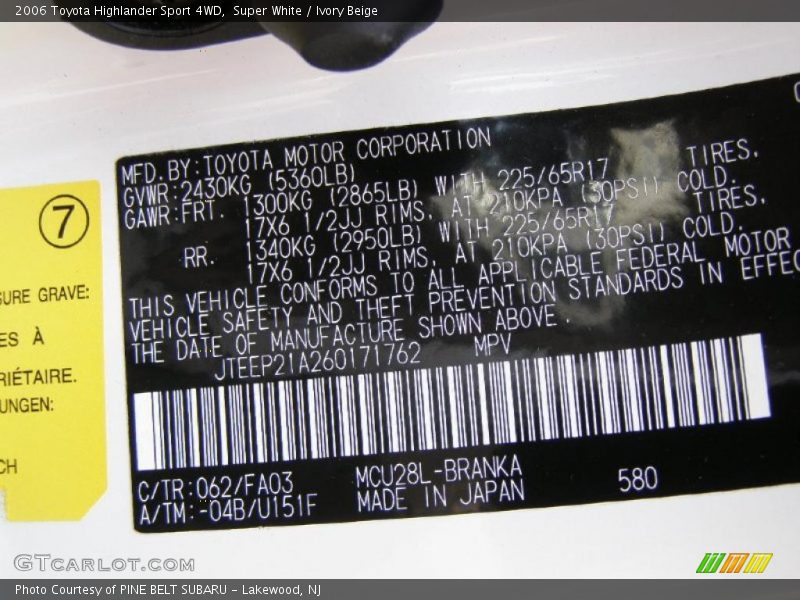 2006 Toyota Highlander Sport 4WD,  Super White / Ivory Beige
MFD.BY:TOYOTA MOTOR CORPORATION
GVWR:2430KG (5360LB)
GAWR:FRT. 1300KG (2865LB) WITH 225/65R17 TIRES,
17X6 1/2JJ RIMS, AT 210KPA (30PSI) COLD.
RR. 1340KG (2950LB) WITH 225/65R17 TIRES,
17X6 1/2JJ RIMS, AT 210KPA (30PSI) COLD.
THIS VEHICLE CONFORMS TO ALL APPLICABLE FEDERAL MOTOR
VEHICLE SAFETY AND THEFT PREVENTION STANDARDS IN EFFEC
THE DATE OF MANUFACTURE SHOWN ABOVE.
JTEEP21A260171762 MPV
C/TR:062/FA03 MCU28L-BRANKA 580
A/TM:-04B/U151F MADE IN JAPAN
7
SURE GRAVE:
ES À
RIÉTAIRE.
UNGEN:
CH
GTCARLOT.COM
Photo Courtesy of PINE BELT SUBARU - Lakewood, NJ